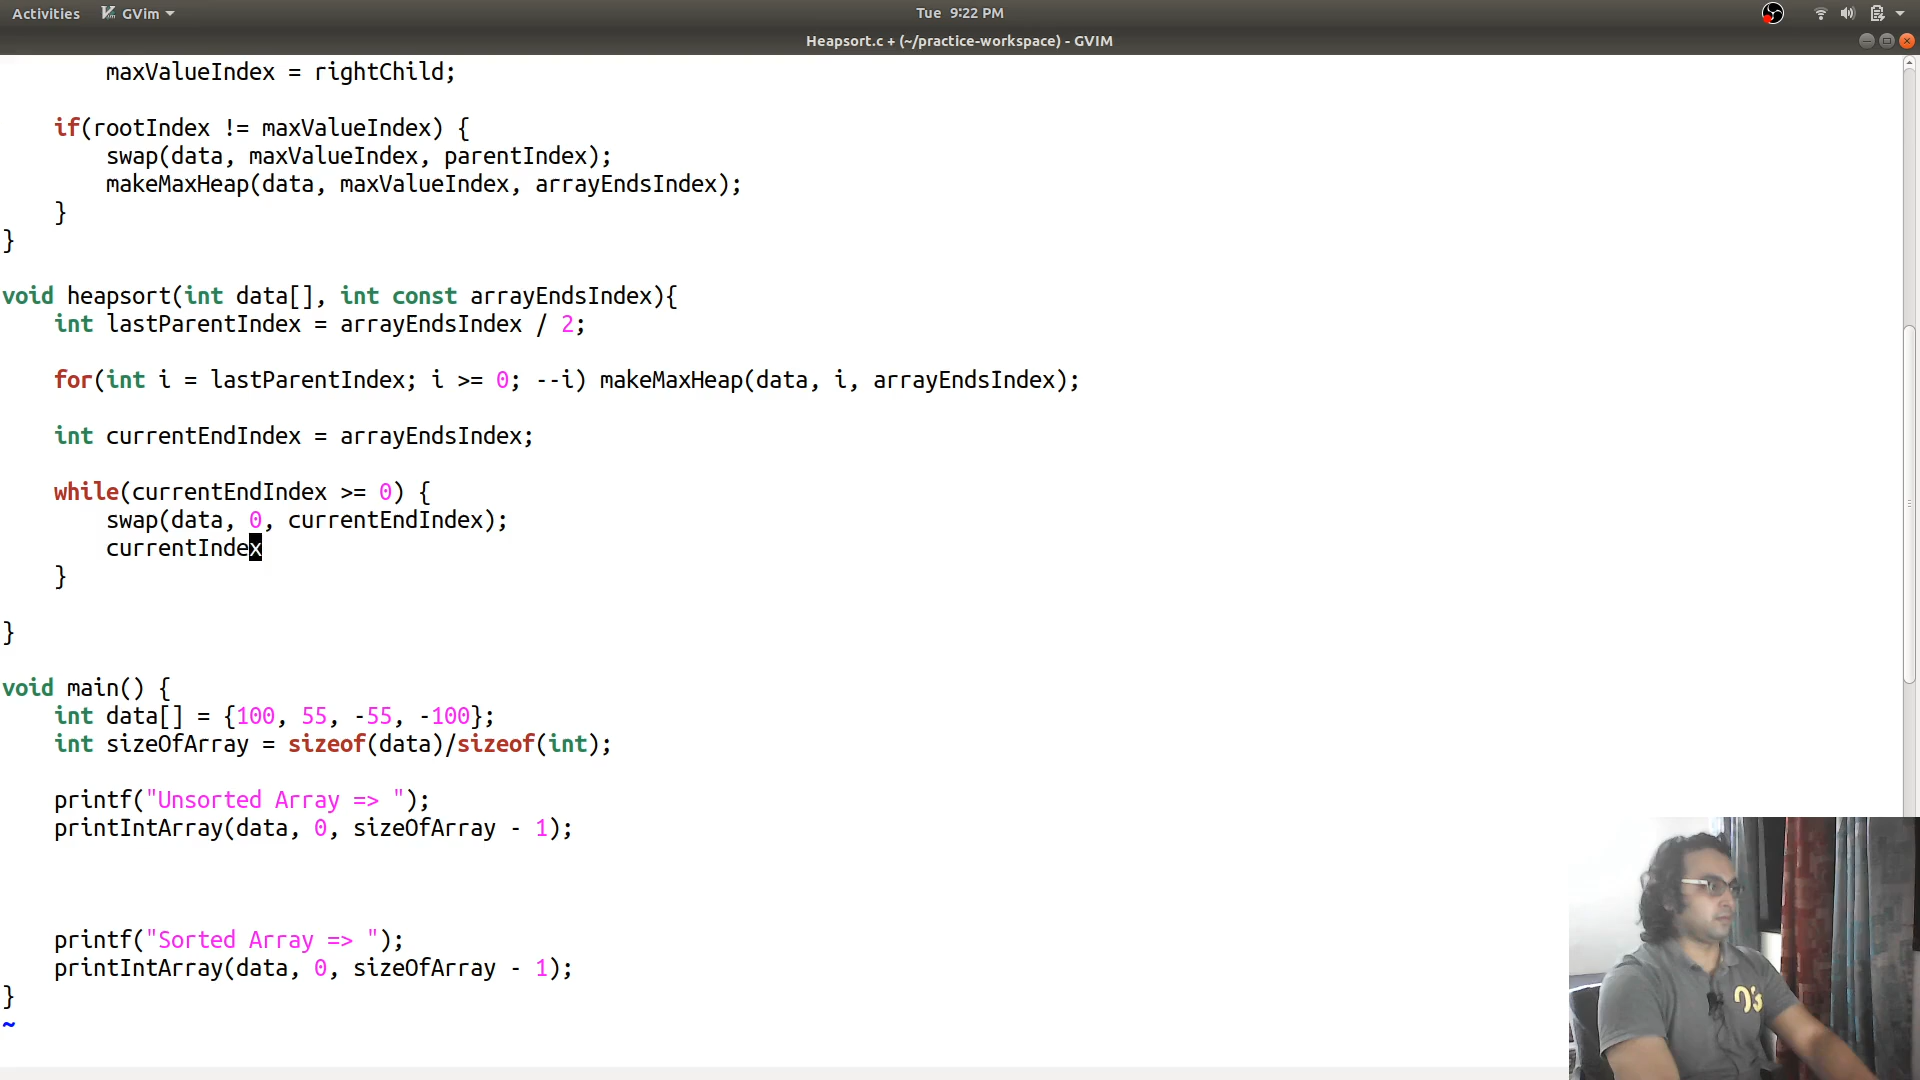 Activities GVim Tue 9:22 PM
Heapsort.c + (~/practice-workspace) - GVIM
maxValueIndex = rightChild;
if(rootIndex != maxValueIndex) {
swap(data, maxValueIndex, parentIndex);
makeMaxHeap(data, maxValueIndex, arrayEndsIndex);
}
}
void heapsort(int data[], int const arrayEndsIndex){
int lastParentIndex = arrayEndsIndex / 2;
for(int i = lastParentIndex; i >= 0; --i) makeMaxHeap(data, i, arrayEndsIndex);
int currentEndIndex = arrayEndsIndex;
while(currentEndIndex >= 0) {
swap(data, 0, currentEndIndex);
currentIndex
}
}
void main() {
int data[] = {100, 55, -55, -100};
int sizeOfArray = sizeof(data)/sizeof(int);
printf("Unsorted Array => ");
printIntArray(data, 0, sizeOfArray - 1);
printf("Sorted Array => ");
printIntArray(data, 0, sizeOfArray - 1);
}
~